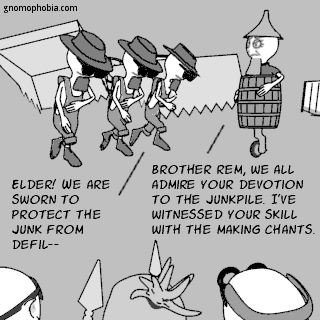 gnomophobia.com
ELDER! WE ARE
SWORN TO
PROTECT THE
JUNK FROM
DEFIL--
BROTHER REM, WE ALL
ADMIRE YOUR DEVOTION
TO THE JUNKPILE. I'VE
WITNESSED YOUR SKILL
WITH THE MAKING CHANTS.